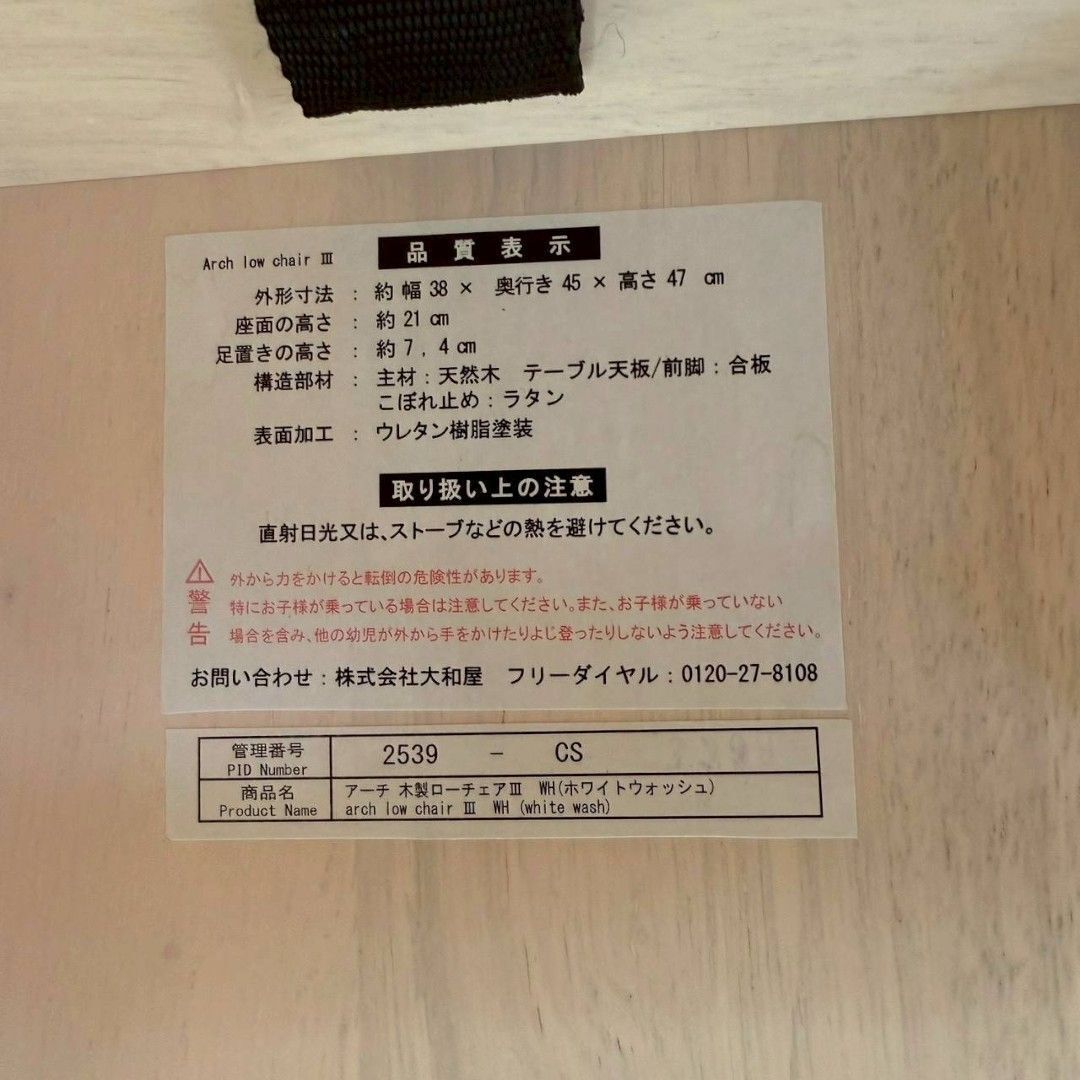 Arch low chair Ⅲ 品質表示
外形寸法 : 約 幅 38 × 奥行き 45 × 高さ 47 cm
座面の高さ : 約 21 cm
足置きの高さ : 約 7 , 4 cm
構造部材 : 主材 : 天然木 テーブル天板/前脚 : 合板
こぼれ止め : ラタン
表面加工 : ウレタン樹脂塗装
取り扱い上の注意
直射日光又は、ストーブなどの熱を避けてください。
警告
外から力をかけると転倒の危険性があります。
特にお子様が乗っている場合は注意してください。また、お子様が乗っていない
場合を含み、他の幼児が外から手をかけたりよじ登ったりしないよう注意してください。
お問い合わせ : 株式会社大和屋 フリーダイヤル : 0120-27-8108
管理番号 2539 - CS
PID Number
商品名 アーチ 木製ローチェアⅢ WH(ホワイトウォッシュ)
Product Name arch low chair Ⅲ WH (white wash)